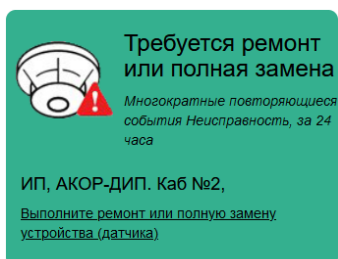 Требуется ремонт
или полная замена
Многократные повторяющиеся
события Неисправность, за 24
часа
ИП, АКОР-ДИП. Каб №2,
Выполните ремонт или полную замену
устройства (датчика)